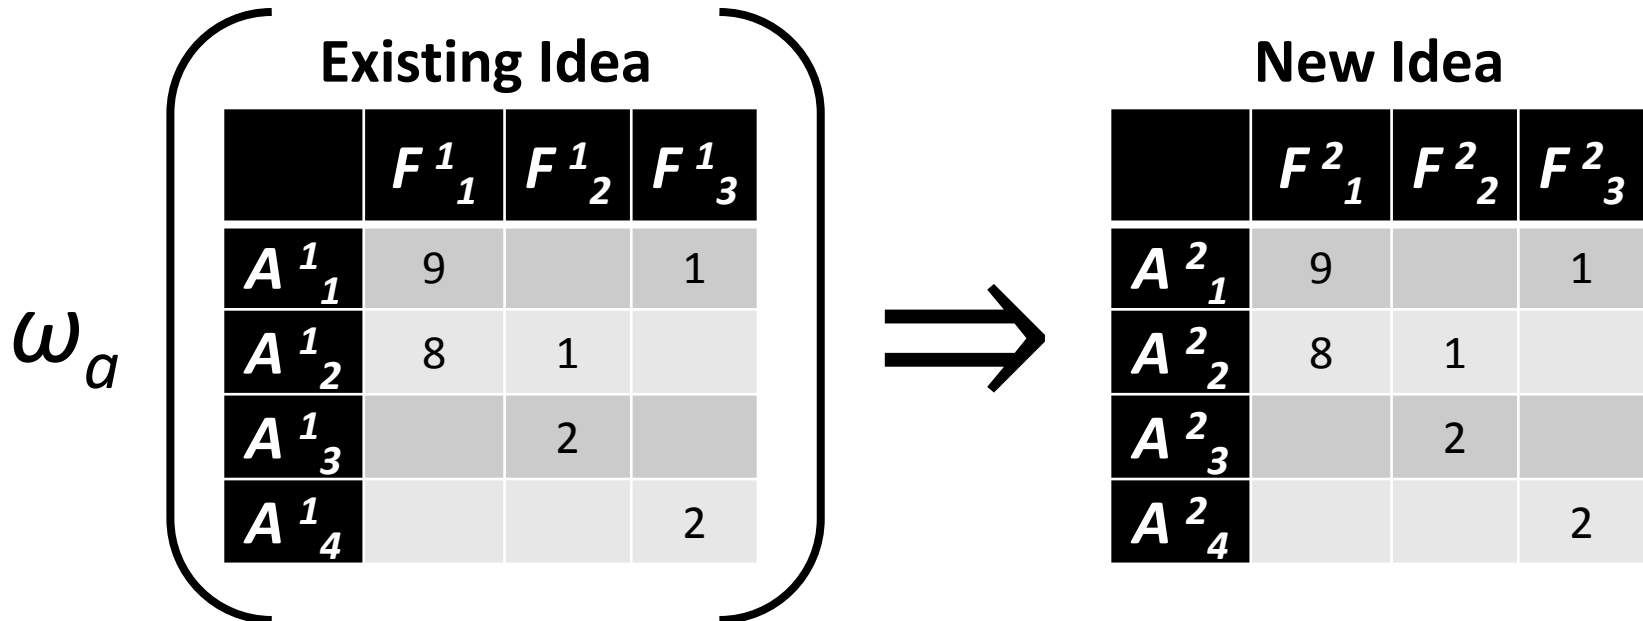 Existing Idea New Idea
F¹₁ F¹₂ F¹₃ F²₁ F²₂ F²₃
A¹₁ 9 1 A²₁ 9 1
ωₐ A¹₂ 8 1 ⇒ A²₂ 8 1
A¹₃ 2 A²₃ 2
A¹₄ 2 A²₄ 2